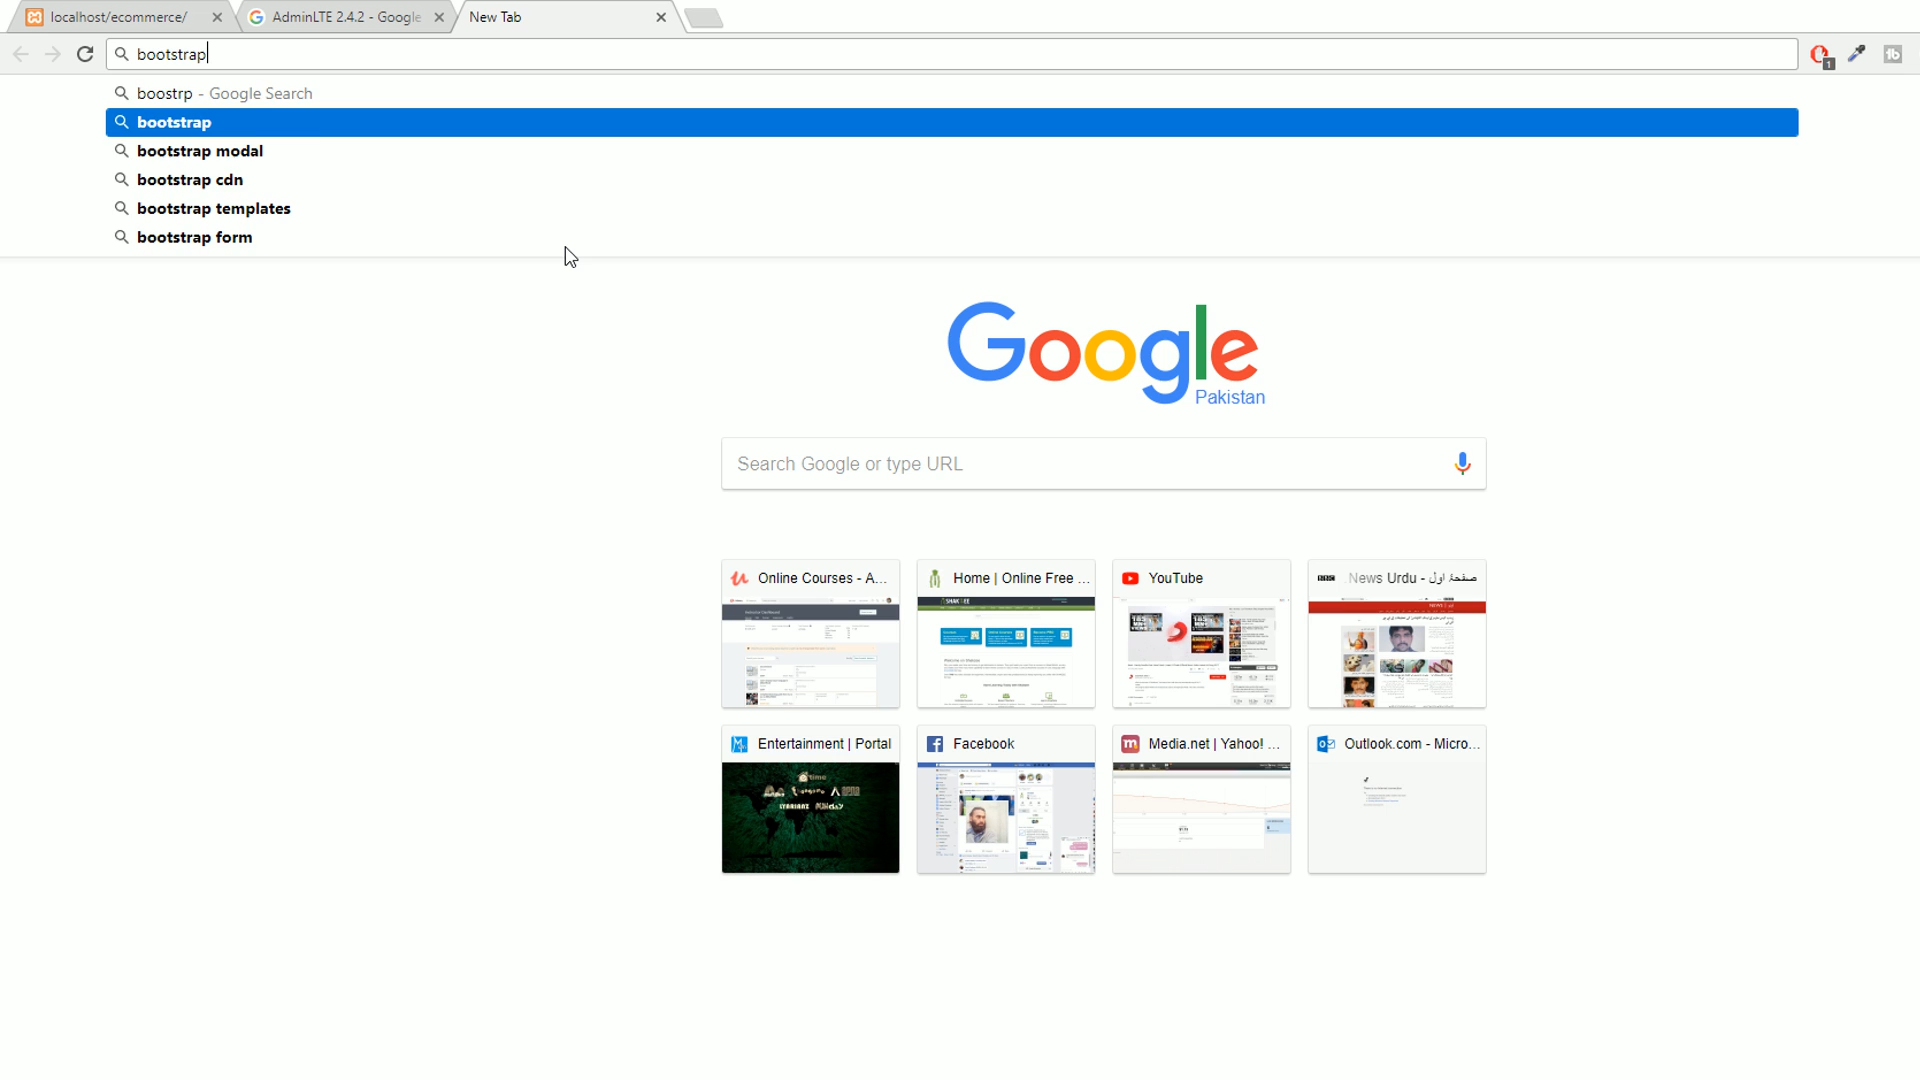 localhost/ecommerce/
AdminLTE 2.4.2 - Google
New Tab
bootstrap
boostrp - Google Search
bootstrap
bootstrap modal
bootstrap cdn
bootstrap templates
bootstrap form
Google
Pakistan
Search Google or type URL
Online Courses - A...
Home | Online Free ...
YouTube
BBC News Urdu - صفحۂ اول
Entertainment | Portal
Facebook
Media.net | Yahoo! ...
Outlook.com - Micro...